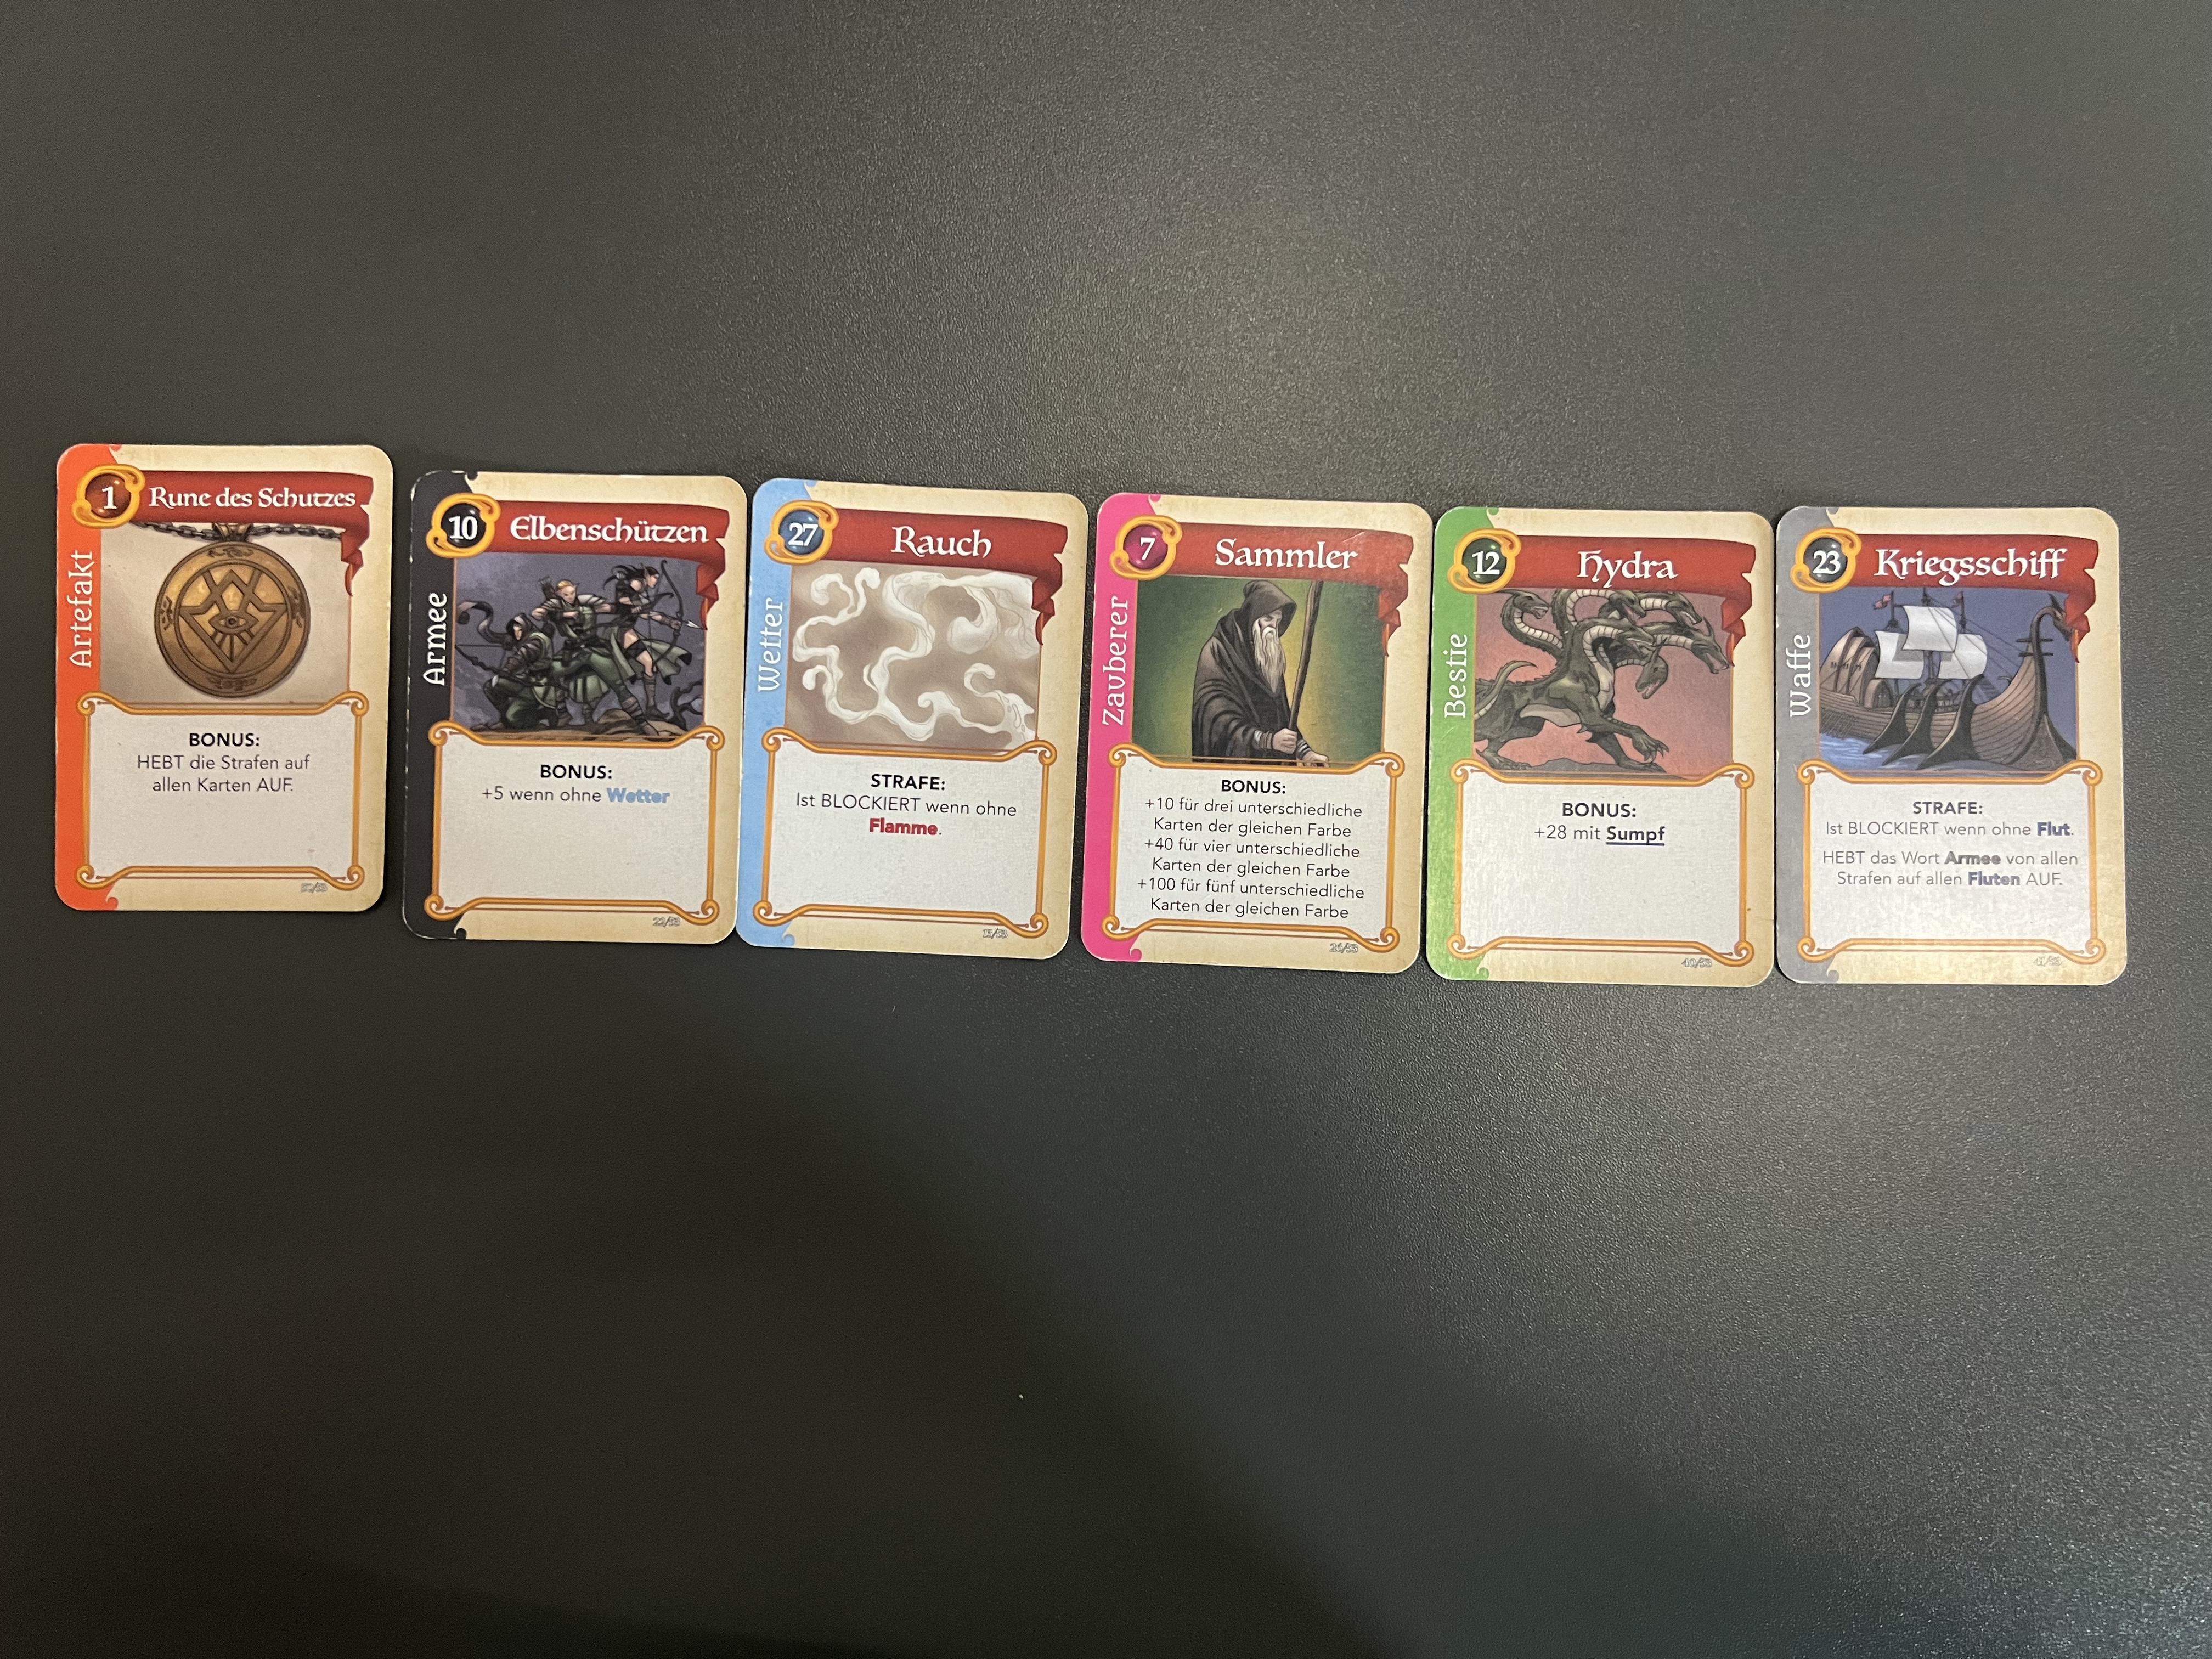 1
Rune des Schutzes
Artefakt
BONUS:
HEBT die Strafen auf
allen Karten AUF.
10
Elbenschützen
Armee
BONUS:
+5 wenn ohne Wetter
22/53
27
Rauch
Wetter
STRAFE:
Ist BLOCKIERT wenn ohne
Flamme.
7
Sammler
Zauberer
BONUS:
+10 für drei unterschiedliche
Karten der gleichen Farbe
+40 für vier unterschiedliche
Karten der gleichen Farbe
+100 für fünf unterschiedliche
Karten der gleichen Farbe
12
Hydra
Bestie
BONUS:
+28 mit Sumpf
40/53
23
Kriegsschiff
Waffe
STRAFE:
Ist BLOCKIERT wenn ohne Flut.
HEBT das Wort Armee von allen
Strafen auf allen Fluten AUF.